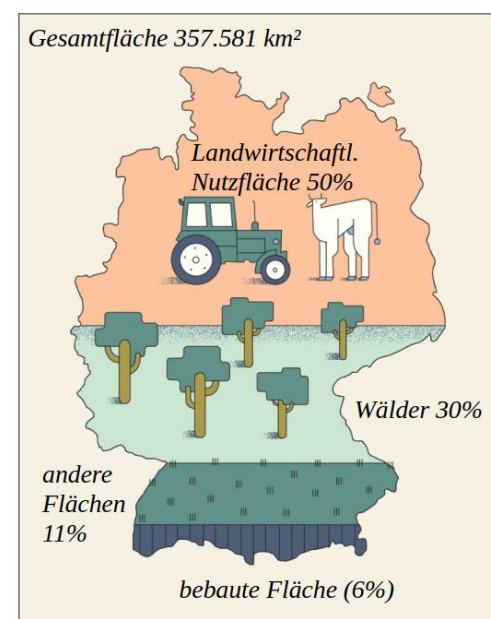 Gesamtfläche 357.581 km²
Landwirtschaftl.
Nutzfläche 50%
Wälder 30%
andere
Flächen
11%
bebaute Fläche (6%)